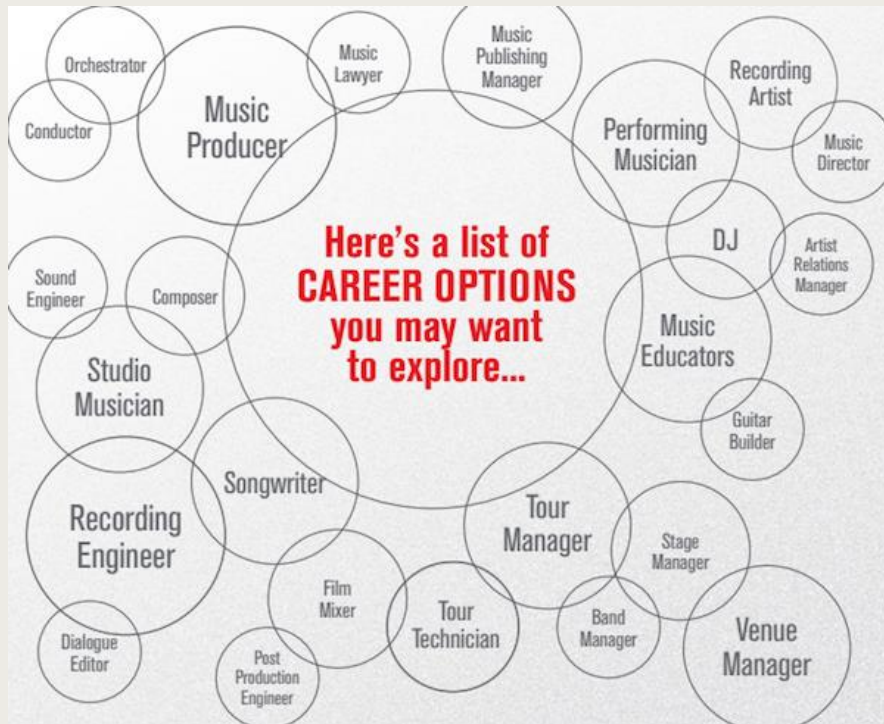 Orchestrator
Conductor
Music
Producer
Music
Lawyer
Music
Publishing
Manager
Performing
Musician
Recording
Artist
Music
Director
Here's a list of
CAREER OPTIONS
you may want
to explore...
DJ
Artist
Relations
Manager
Sound
Engineer
Composer
Music
Educators
Studio
Musician
Guitar
Builder
Songwriter
Recording
Engineer
Tour
Manager
Stage
Manager
Film
Mixer
Tour
Technician
Band
Manager
Venue
Manager
Dialogue
Editor
Post
Production
Engineer